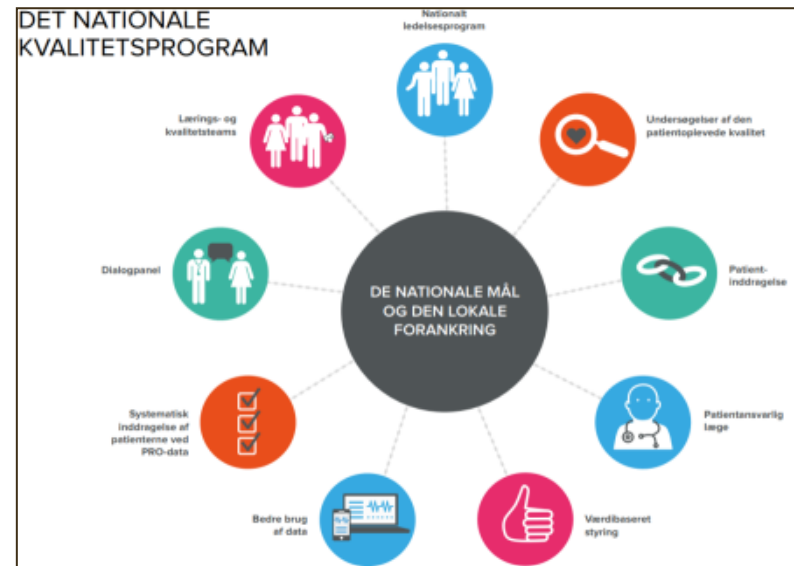 DET NATIONALE
KVALITETSPROGRAM
Nationalt
ledelsesprogram
Undersøgelser af den
patientoplevede kvalitet
Patient-
inddragelse
Patientansvarlig
læge
Værdibaseret
styring
Bedre brug
af data
Systematisk
inddragelse af
patienterne ved
PRO-data
Dialogpanel
Lærings- og
kvalitetsteams
DE NATIONALE MÅL
OG DEN LOKALE
FORANKRING